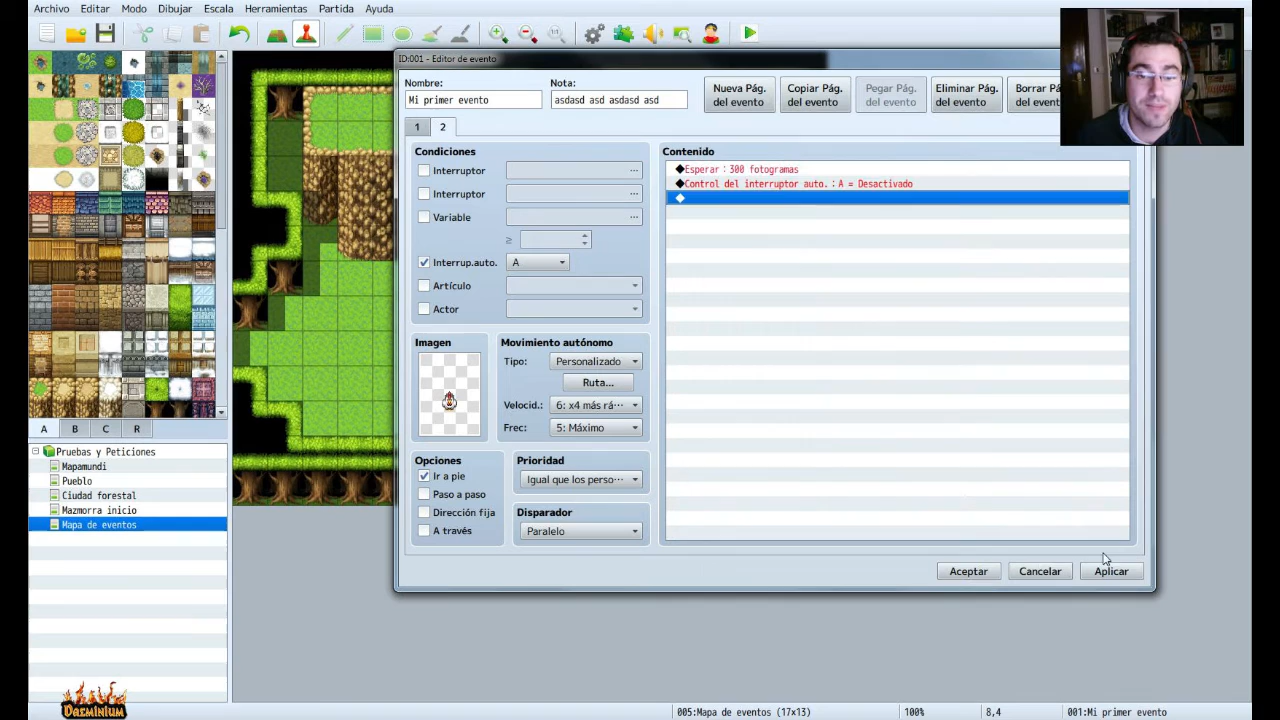 Archivo Editar Modo Dibujar Escala Herramientas Partida Ayuda
ID:001 - Editor de evento
Nombre:
Mi primer evento
Nota:
asdasd asd asdasd asd
Nueva Pág. del evento
Copiar Pág. del evento
Pegar Pág. del evento
Eliminar Pág. del evento
Borrar Pá
del evento
1 2
Condiciones
Interruptor ...
Interruptor ...
Variable ...
≥
Interrup.auto. A
Artículo
Actor
Imagen
Movimiento autónomo
Tipo: Personalizado
Ruta...
Velocid.: 6: x4 más rá···
Frec: 5: Máximo
Opciones
Ir a pie
Paso a paso
Dirección fija
A través
Prioridad
Igual que los perso···
Disparador
Paralelo
Contenido
◆Esperar：300 fotogramas
◆Control del interruptor auto.：A = Desactivado
◆
Aceptar Cancelar Aplicar
A B C R
Pruebas y Peticiones
Mapamundi
Pueblo
Ciudad forestal
Mazmorra inicio
Mapa de eventos
DAEMINIUM
005:Mapa de eventos (17x13) 100% 8,4 001:Mi primer evento